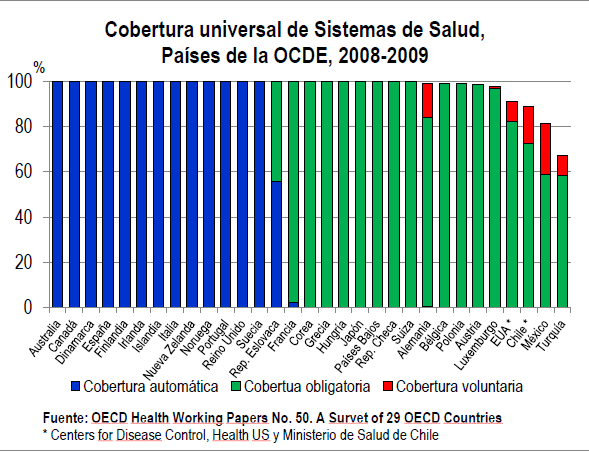 Cobertura universal de Sistemas de Salud,
Países de la OCDE, 2008-2009
%
100
80
60
40
20
0
Australia
Canadá
Dinamarca
España
Finlandia
Irlanda
Islandia
Italia
Nueva Zelanda
Noruega
Portugal
Reino Unido
Suecia
Rep. Eslovaca
Francia
Corea
Grecia
Hungría
Japón
Países Bajos
Rep. Checa
Suiza
Alemania
Bélgica
Polonia
Austria
Luxemburgo
EUA *
Chile *
México
Turquía
Cobertura automática Cobertua obligatoria Cobertura voluntaria
Fuente: OECD Health Working Papers No. 50. A Survet of 29 OECD Countries
* Centers for Disease Control, Health US y Ministerio de Salud de Chile